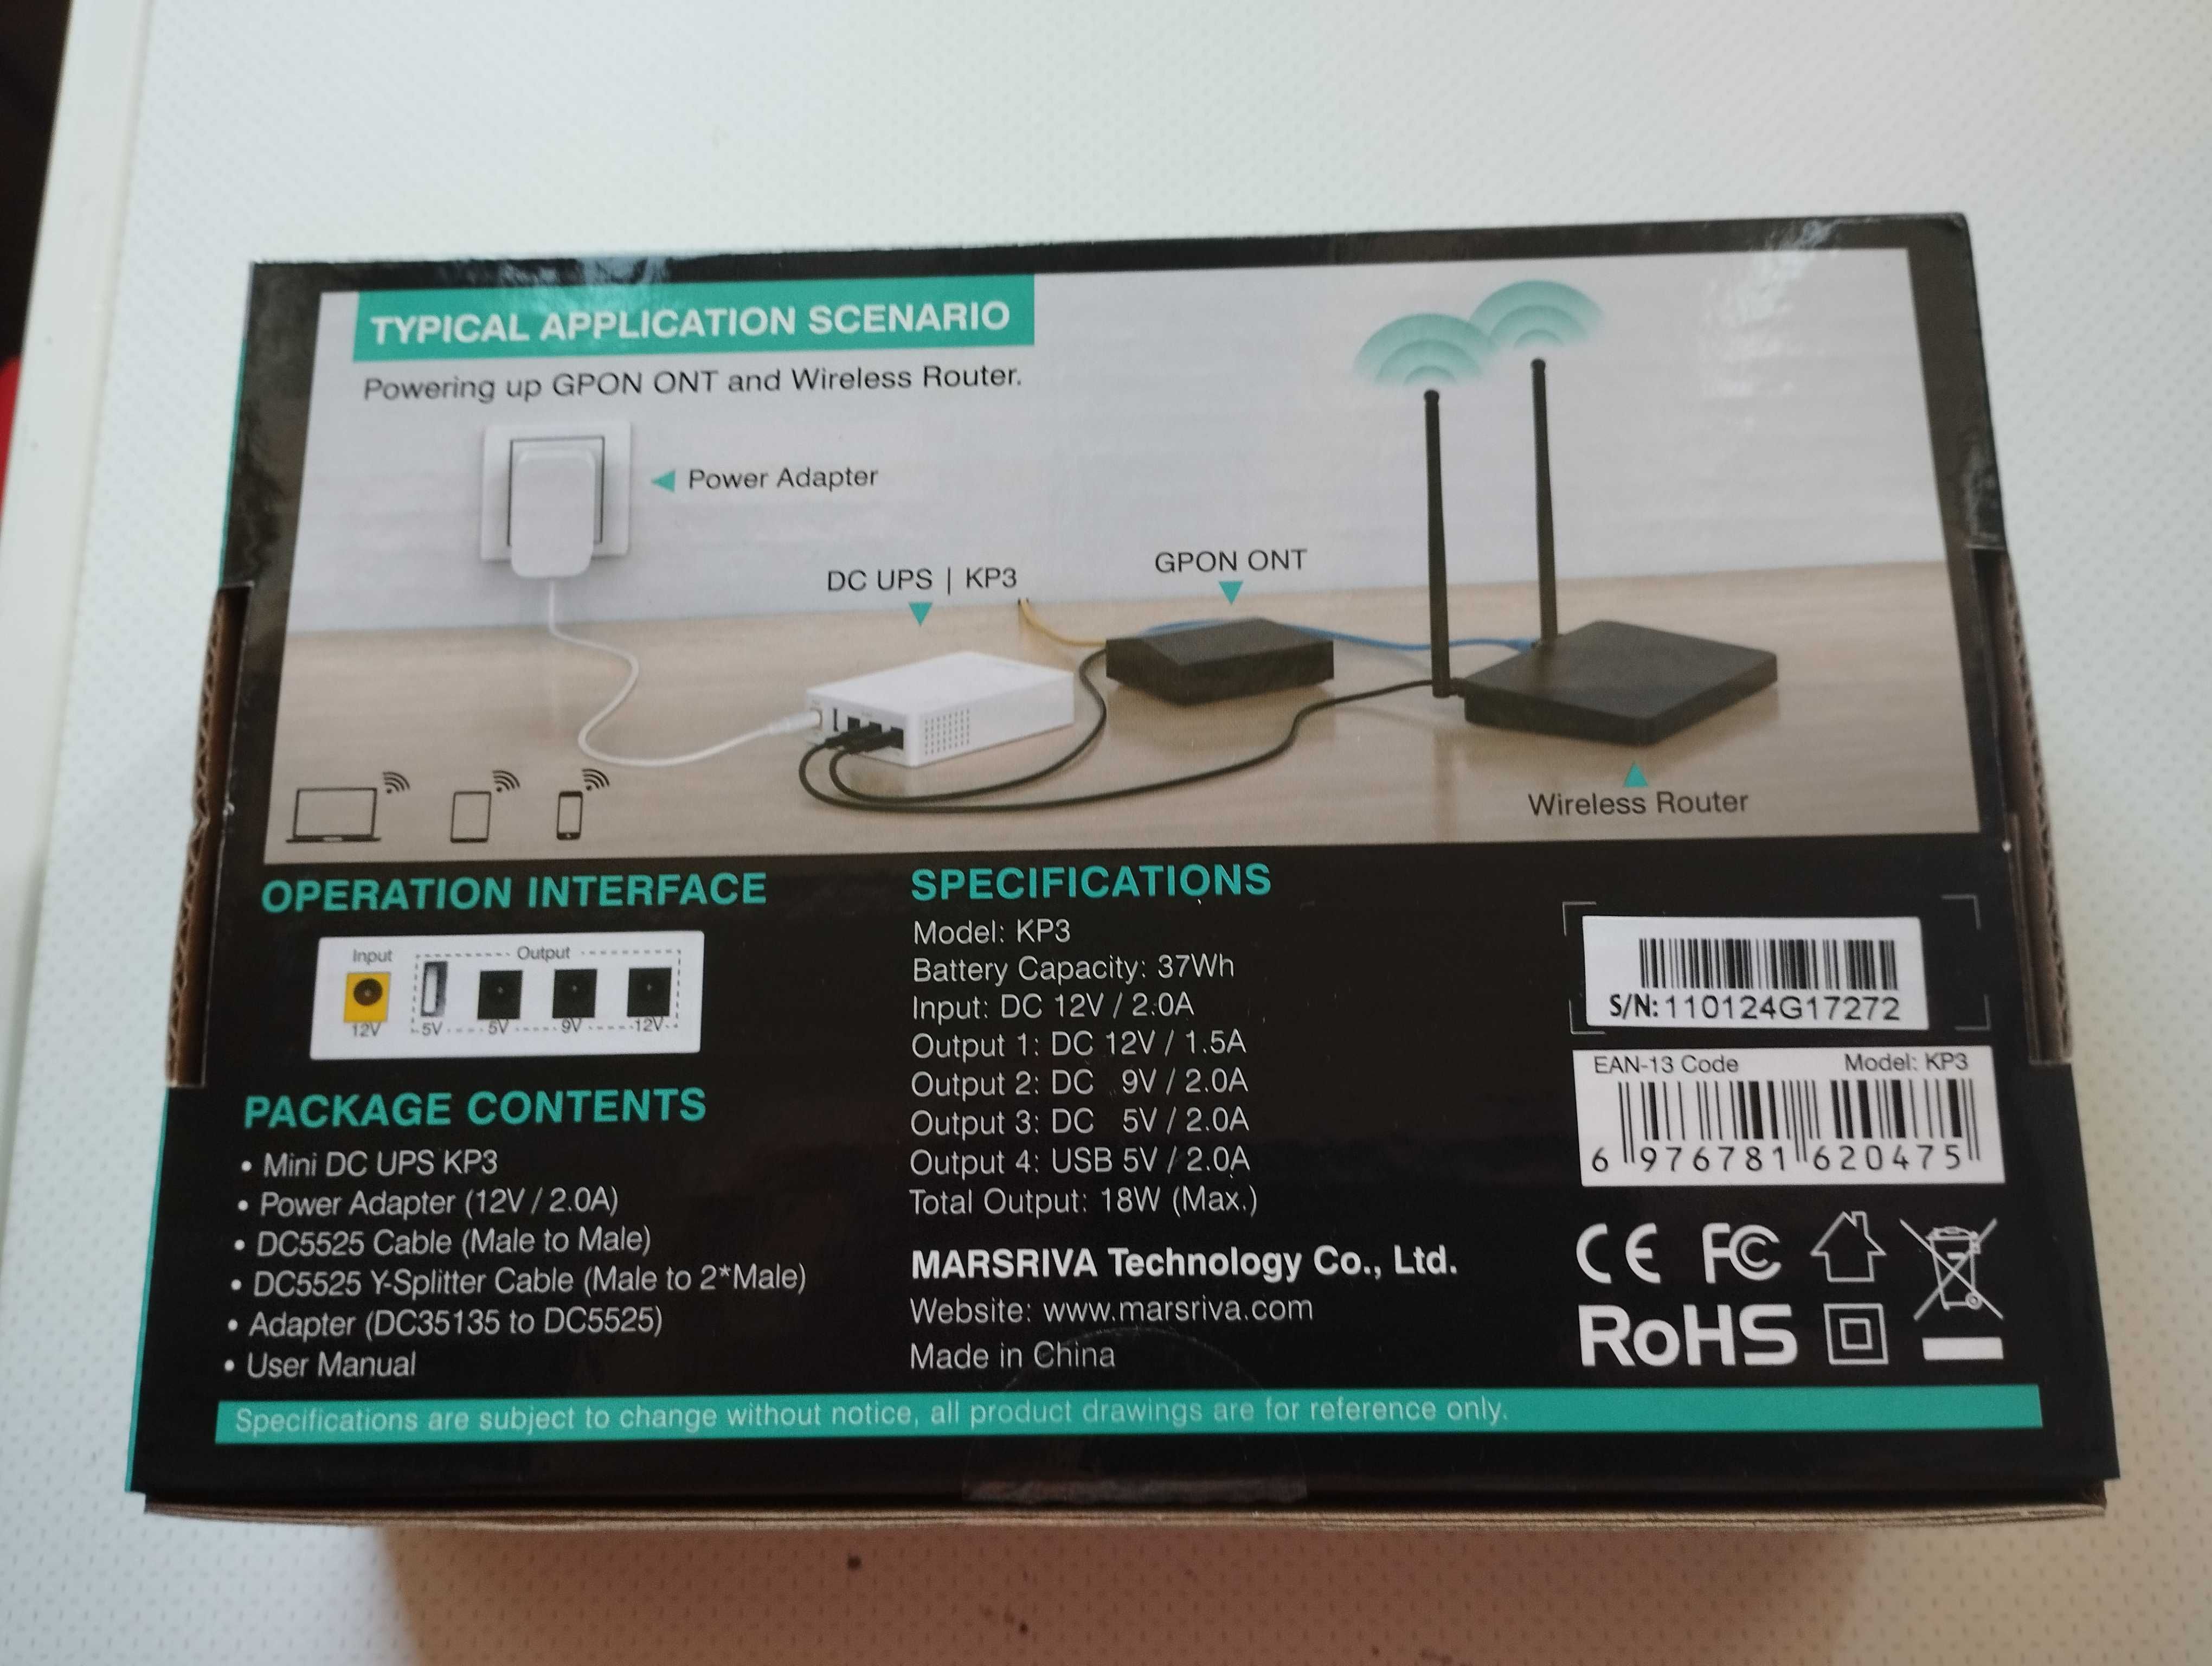 TYPICAL APPLICATION SCENARIO
Powering up GPON ONT and Wireless Router.
Power Adapter
DC UPS | KP3
GPON ONT
Wireless Router
OPERATION INTERFACE
Input
Output
12V
5V
5V
9V
12V
PACKAGE CONTENTS
• Mini DC UPS KP3
• Power Adapter (12V / 2.0A)
• DC5525 Cable (Male to Male)
• DC5525 Y-Splitter Cable (Male to 2*Male)
• Adapter (DC35135 to DC5525)
• User Manual
SPECIFICATIONS
Model: KP3
Battery Capacity: 37Wh
Input: DC 12V / 2.0A
Output 1: DC 12V / 1.5A
Output 2: DC 9V / 2.0A
Output 3: DC 5V / 2.0A
Output 4: USB 5V / 2.0A
Total Output: 18W (Max.)
MARSRIVA Technology Co., Ltd.
Website: www.marsriva.com
Made in China
S/N: 110124G17272
EAN-13 Code Model: KP3
6 976781 620475
CE FC
RoHS
Specifications are subject to change without notice, all product drawings are for reference only.